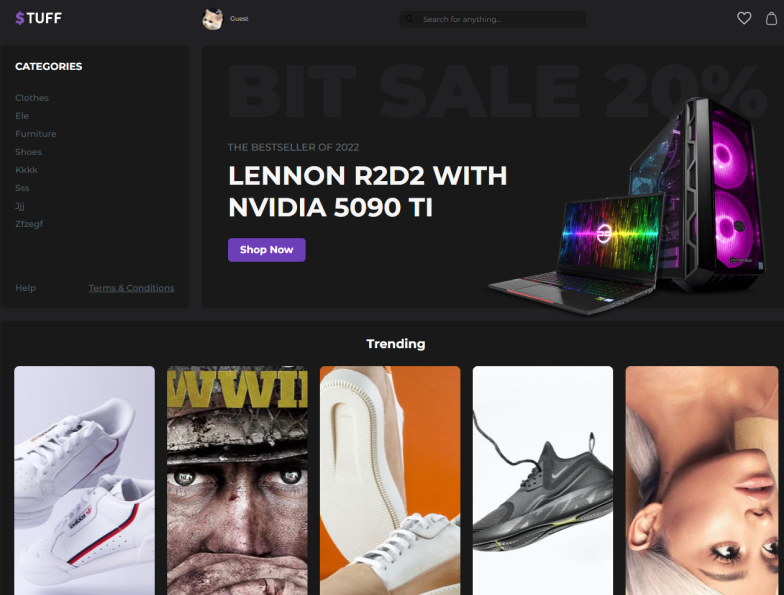 $TUFF
Guest
Search for anything...
CATEGORIES
Clothes
Ele
Furniture
Shoes
Kkkk
Sss
Jjj
Zfzegf
Help
Terms & Conditions
BIT SALE 20%
THE BESTSELLER OF 2022
LENNON R2D2 WITH
NVIDIA 5090 TI
Shop Now
Trending
WWII
adidas